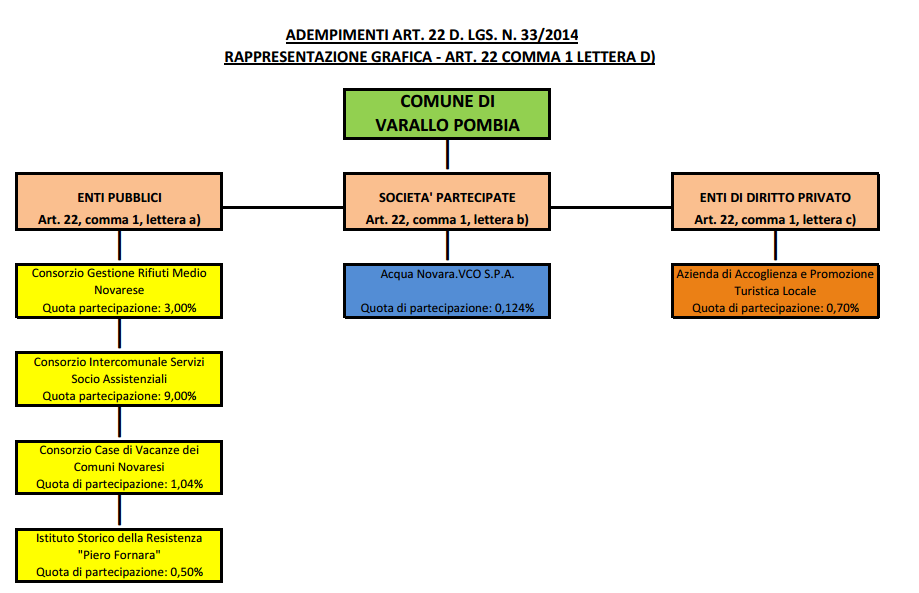 ADEMPIMENTI ART. 22 D. LGS. N. 33/2014
RAPPRESENTAZIONE GRAFICA - ART. 22 COMMA 1 LETTERA D)
COMUNE DI
VARALLO POMBIA
ENTI PUBBLICI
Art. 22, comma 1, lettera a)
SOCIETA' PARTECIPATE
Art. 22, comma 1, lettera b)
ENTI DI DIRITTO PRIVATO
Art. 22, comma 1, lettera c)
Consorzio Gestione Rifiuti Medio
Novarese
Quota partecipazione: 3,00%
Acqua Novara.VCO S.P.A.
Quota di partecipazione: 0,124%
Azienda di Accoglienza e Promozione
Turistica Locale
Quota di partecipazione: 0,70%
Consorzio Intercomunale Servizi
Socio Assistenziali
Quota partecipazione: 9,00%
Consorzio Case di Vacanze dei
Comuni Novaresi
Quota di partecipazione: 1,04%
Istituto Storico della Resistenza
"Piero Fornara"
Quota di partecipazione: 0,50%